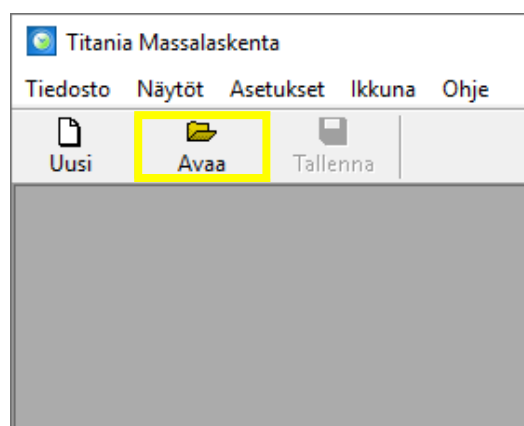 Titania Massalaskenta
Tiedosto Näytöt Asetukset Ikkuna Ohje
Uusi Avaa Tallenna